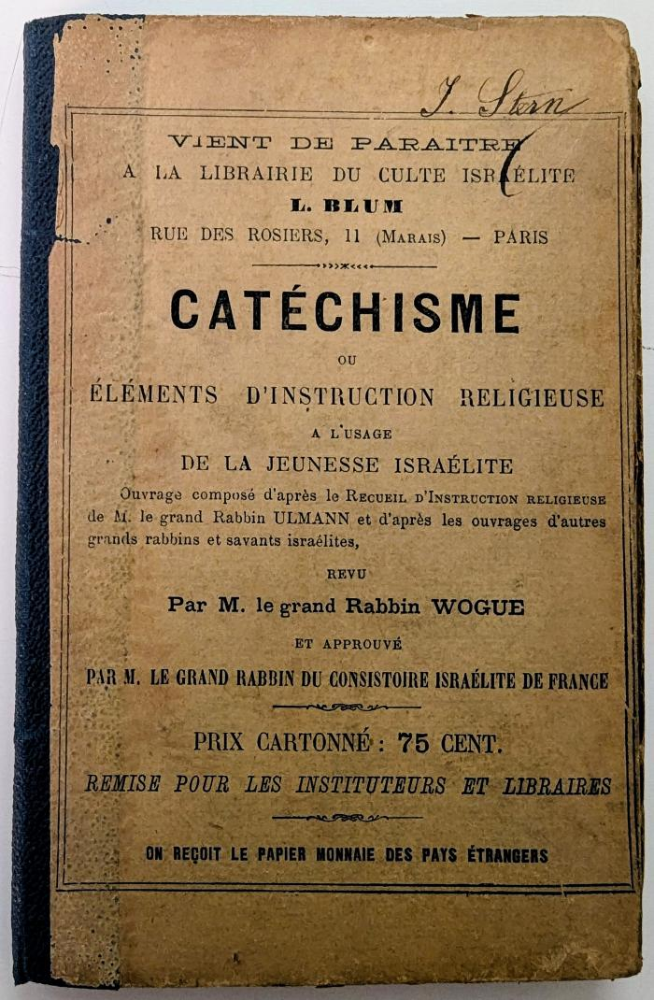 J. Stern
VIENT DE PARAITRE
A LA LIBRAIRIE DU CULTE ISRAÉLITE
L. BLUM
RUE DES ROSIERS, 11 (MARAIS) — PARIS
CATÉCHISME
OU
ÉLÉMENTS D'INSTRUCTION RELIGIEUSE
A L'USAGE
DE LA JEUNESSE ISRAÉLITE
Ouvrage composé d'après le RECUEIL D'INSTRUCTION RELIGIEUSE
de M. le grand Rabbin ULMANN et d'après les ouvrages d'autres
grands rabbins et savants israélites,
REVU
Par M. le grand Rabbin WOGUE
ET APPROUVÉ
PAR M. LE GRAND RABBIN DU CONSISTOIRE ISRAÉLITE DE FRANCE
PRIX CARTONNÉ : 75 CENT.
REMISE POUR LES INSTITUTEURS ET LIBRAIRES
ON REÇOIT LE PAPIER MONNAIE DES PAYS ÉTRANGERS